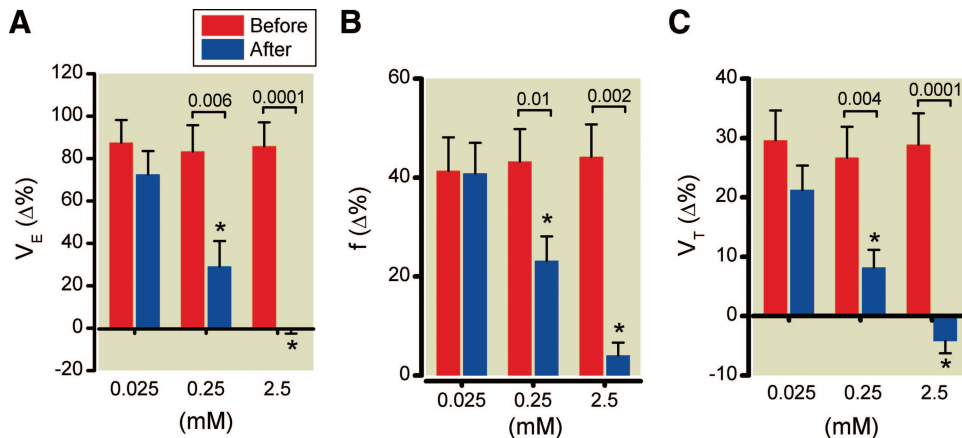 A
Before
After
V_E (Δ%)
120
100
80
60
40
20
0
-20
0.006
0.0001
*
*
0.025 0.25 2.5
(mM)
B
f (Δ%)
60
40
20
0
0.01
0.002
*
*
0.025 0.25 2.5
(mM)
C
V_T (Δ%)
40
30
20
10
0
-10
0.004
0.0001
*
*
0.025 0.25 2.5
(mM)